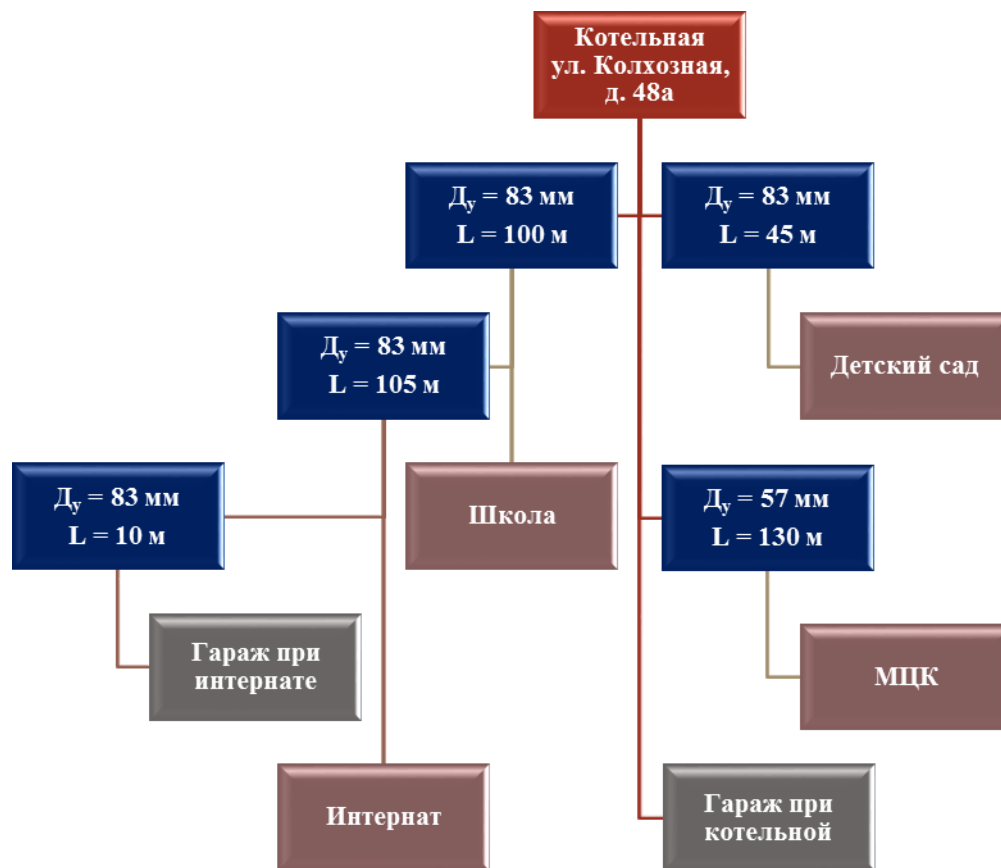 Котельная
ул. Колхозная,
д. 48а
Ду = 83 мм
L = 100 м
Ду = 83 мм
L = 45 м
Ду = 83 мм
L = 105 м
Детский сад
Ду = 83 мм
L = 10 м
Школа
Ду = 57 мм
L = 130 м
Гараж при
интернате
МЦК
Интернат
Гараж при
котельной